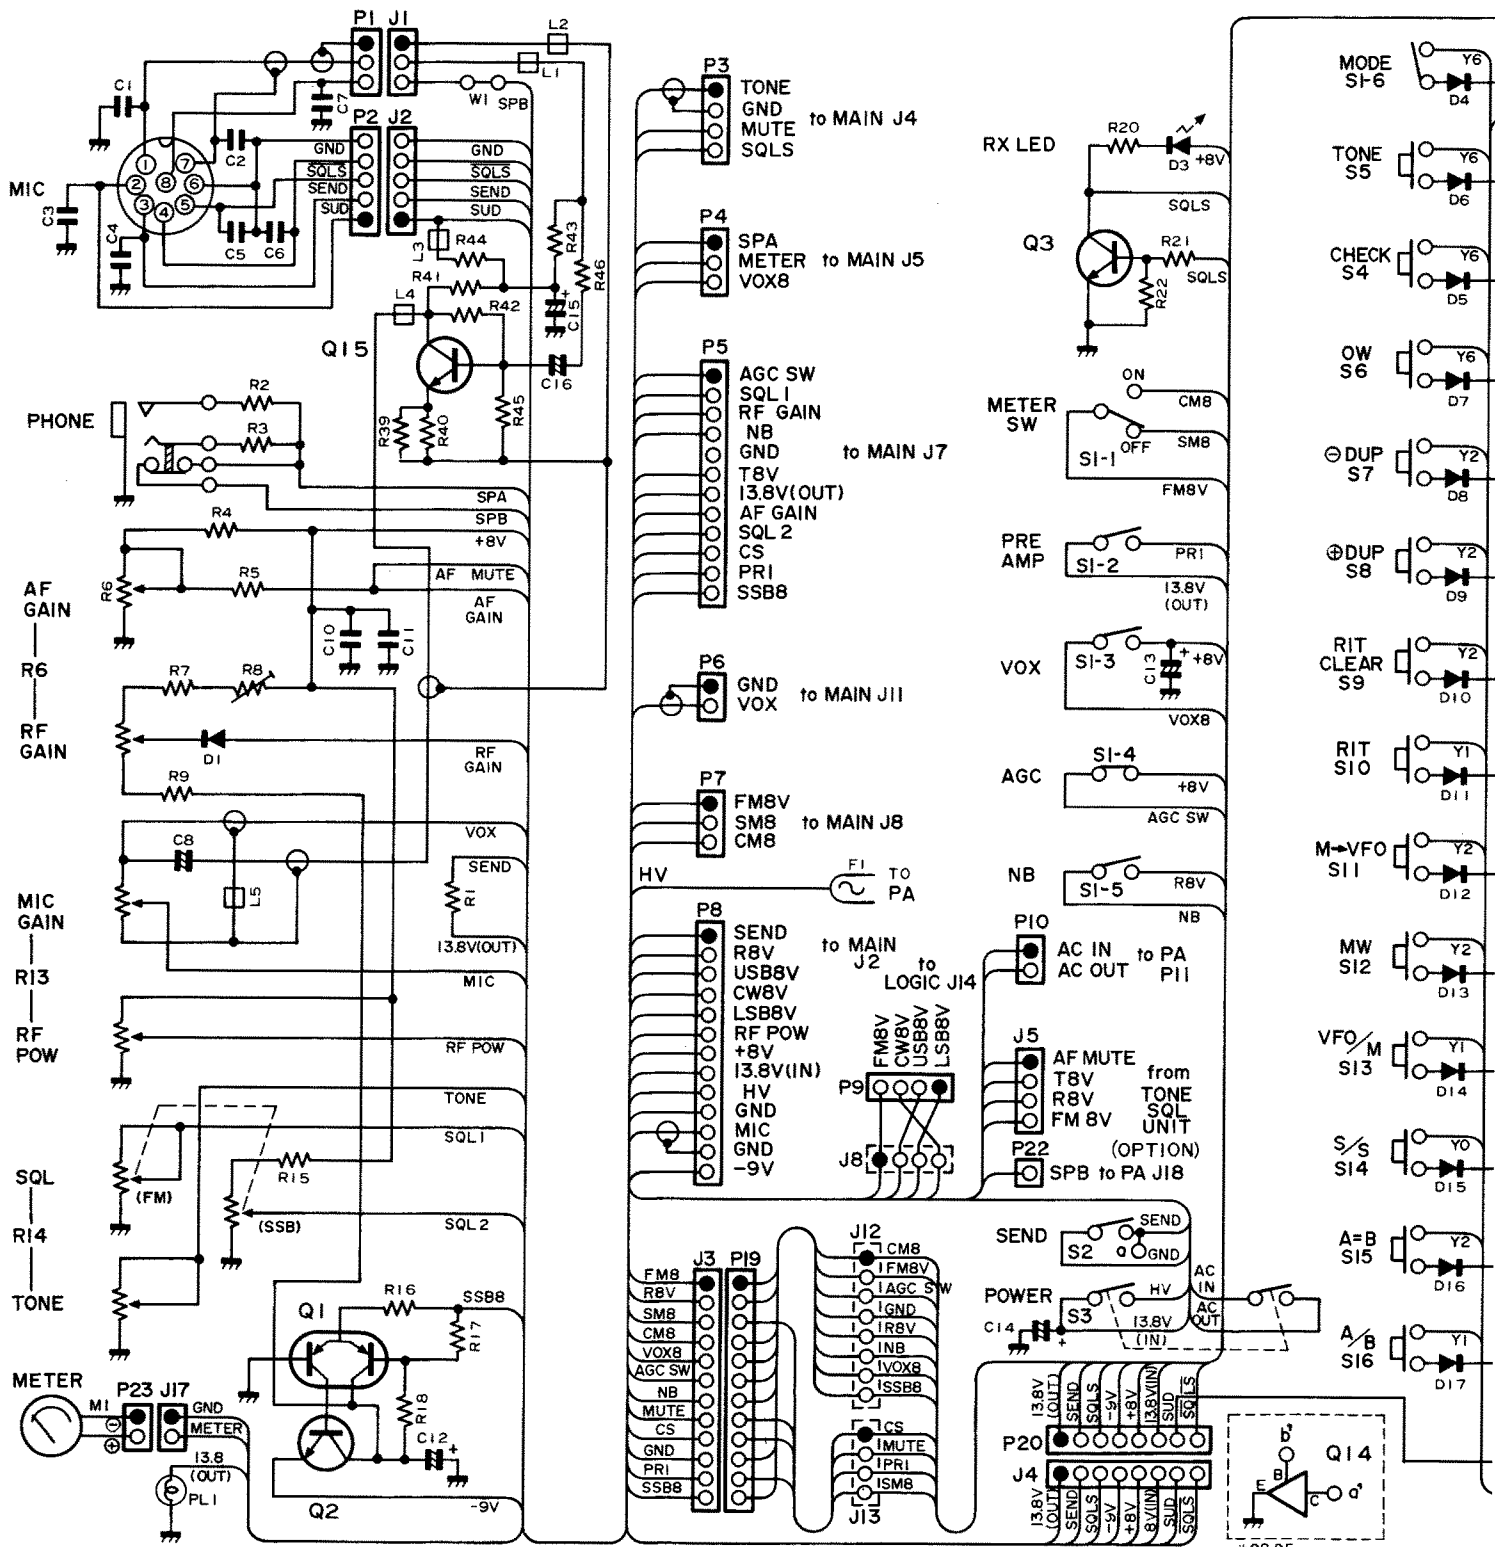 P1 J1
L2
L1
C1
C7
W1 SPB
P2 J2
C2
GND GND
SQLS SQLS
SEND SEND
SUD SUD
MIC
1 2 3 4 5 6 7 8
C3
C4
C5 C6
L3
R44
R41
R43
R46
L4
R42
C15
+
Q15
C16
R39
R40
R45
PHONE
R2
R3
SPA
SPB
R4
+8V
AF MUTE
R6
R5
AF GAIN
AF
GAIN
C10
C11
R6
R7 R8
RF
GAIN
D1
RF GAIN
R9
VOX
C8
SEND
L5
R1
MIC
GAIN
13.8V(OUT)
MIC
R13
RF
POW
RF POW
TONE
SQL1
SQL
(FM)
R15
(SSB)
SQL2
R14
TONE
R16
SSB8
Q1
R17
METER
R18
P23 J17
M1
GND
METER
⊖
⊕
C12
+
13.8
(OUT)
PL1
Q2
-9V
P3
TONE
GND
MUTE
SQLS
to MAIN J4
P4
SPA
METER
VOX8
to MAIN J5
P5
AGC SW
SQL1
RF GAIN
NB
GND
T8V
13.8V(OUT)
AF GAIN
SQL2
CS
PR1
SSB8
to MAIN J7
P6
GND
VOX
to MAIN J11
P7
FM8V
SM8
CM8
to MAIN J8
HV
F1
TO
PA
P8
SEND
R8V
USB8V
CW8V
LSB8V
RF POW
+8V
13.8V(IN)
HV
GND
MIC
GND
-9V
to MAIN
J2
to
LOGIC J14
FM8V
CW8V
USB8V
LSB8V
P9
J8
P10
AC IN
AC OUT
to PA
P11
J5
AF MUTE
T8V
R8V
FM 8V
from
TONE
SQL
UNIT
(OPTION)
P22
SPB to PA J18
J3 P19
FM8
R8V
SM8
CM8
VOX8
AGC SW
NB
MUTE
CS
GND
PR1
SSB8
J12
CM8
FM8V
AGC SW
GND
R8V
NB
VOX8
SSB8
CS
MUTE
PR1
SM8
J13
RX LED
R20
D3
+8V
SQLS
Q3
R21
SQLS
R22
METER
SW
ON
CM8
SM8
OFF
S1-1
FM8V
PRE
AMP
S1-2
PR1
13.8V
(OUT)
VOX
S1-3
C13
+
+8V
VOX8
AGC
S1-4
+8V
AGC SW
NB
S1-5
R8V
NB
SEND
S2
SEND
a
GND
POWER
S3
HV
AC
IN
AC
OUT
C14
+
13.8V
(IN)
13.8V
(OUT)
SEND
SQLS
-9V
+8V
13.8V(IN)
SUD
SQLS
P20
J4
13.8V
(OUT)
SEND
SQLS
-9V
+8V
8V(IN)
SUD
SQLS
Q14
b'
B
E
C
a'
MODE
S1-6
Y6
D4
TONE
S5
Y6
D6
CHECK
S4
Y6
D5
OW
S6
Y6
D7
⊖DUP
S7
Y2
D8
⊕DUP
S8
Y2
D9
RIT
CLEAR
S9
Y2
D10
RIT
S10
Y1
D11
M→VFO
S11
Y2
D12
MW
S12
Y2
D13
VFO/M
S13
Y1
D14
S/S
S14
Y0
D15
A=B
S15
Y2
D16
A/B
S16
Y1
D17